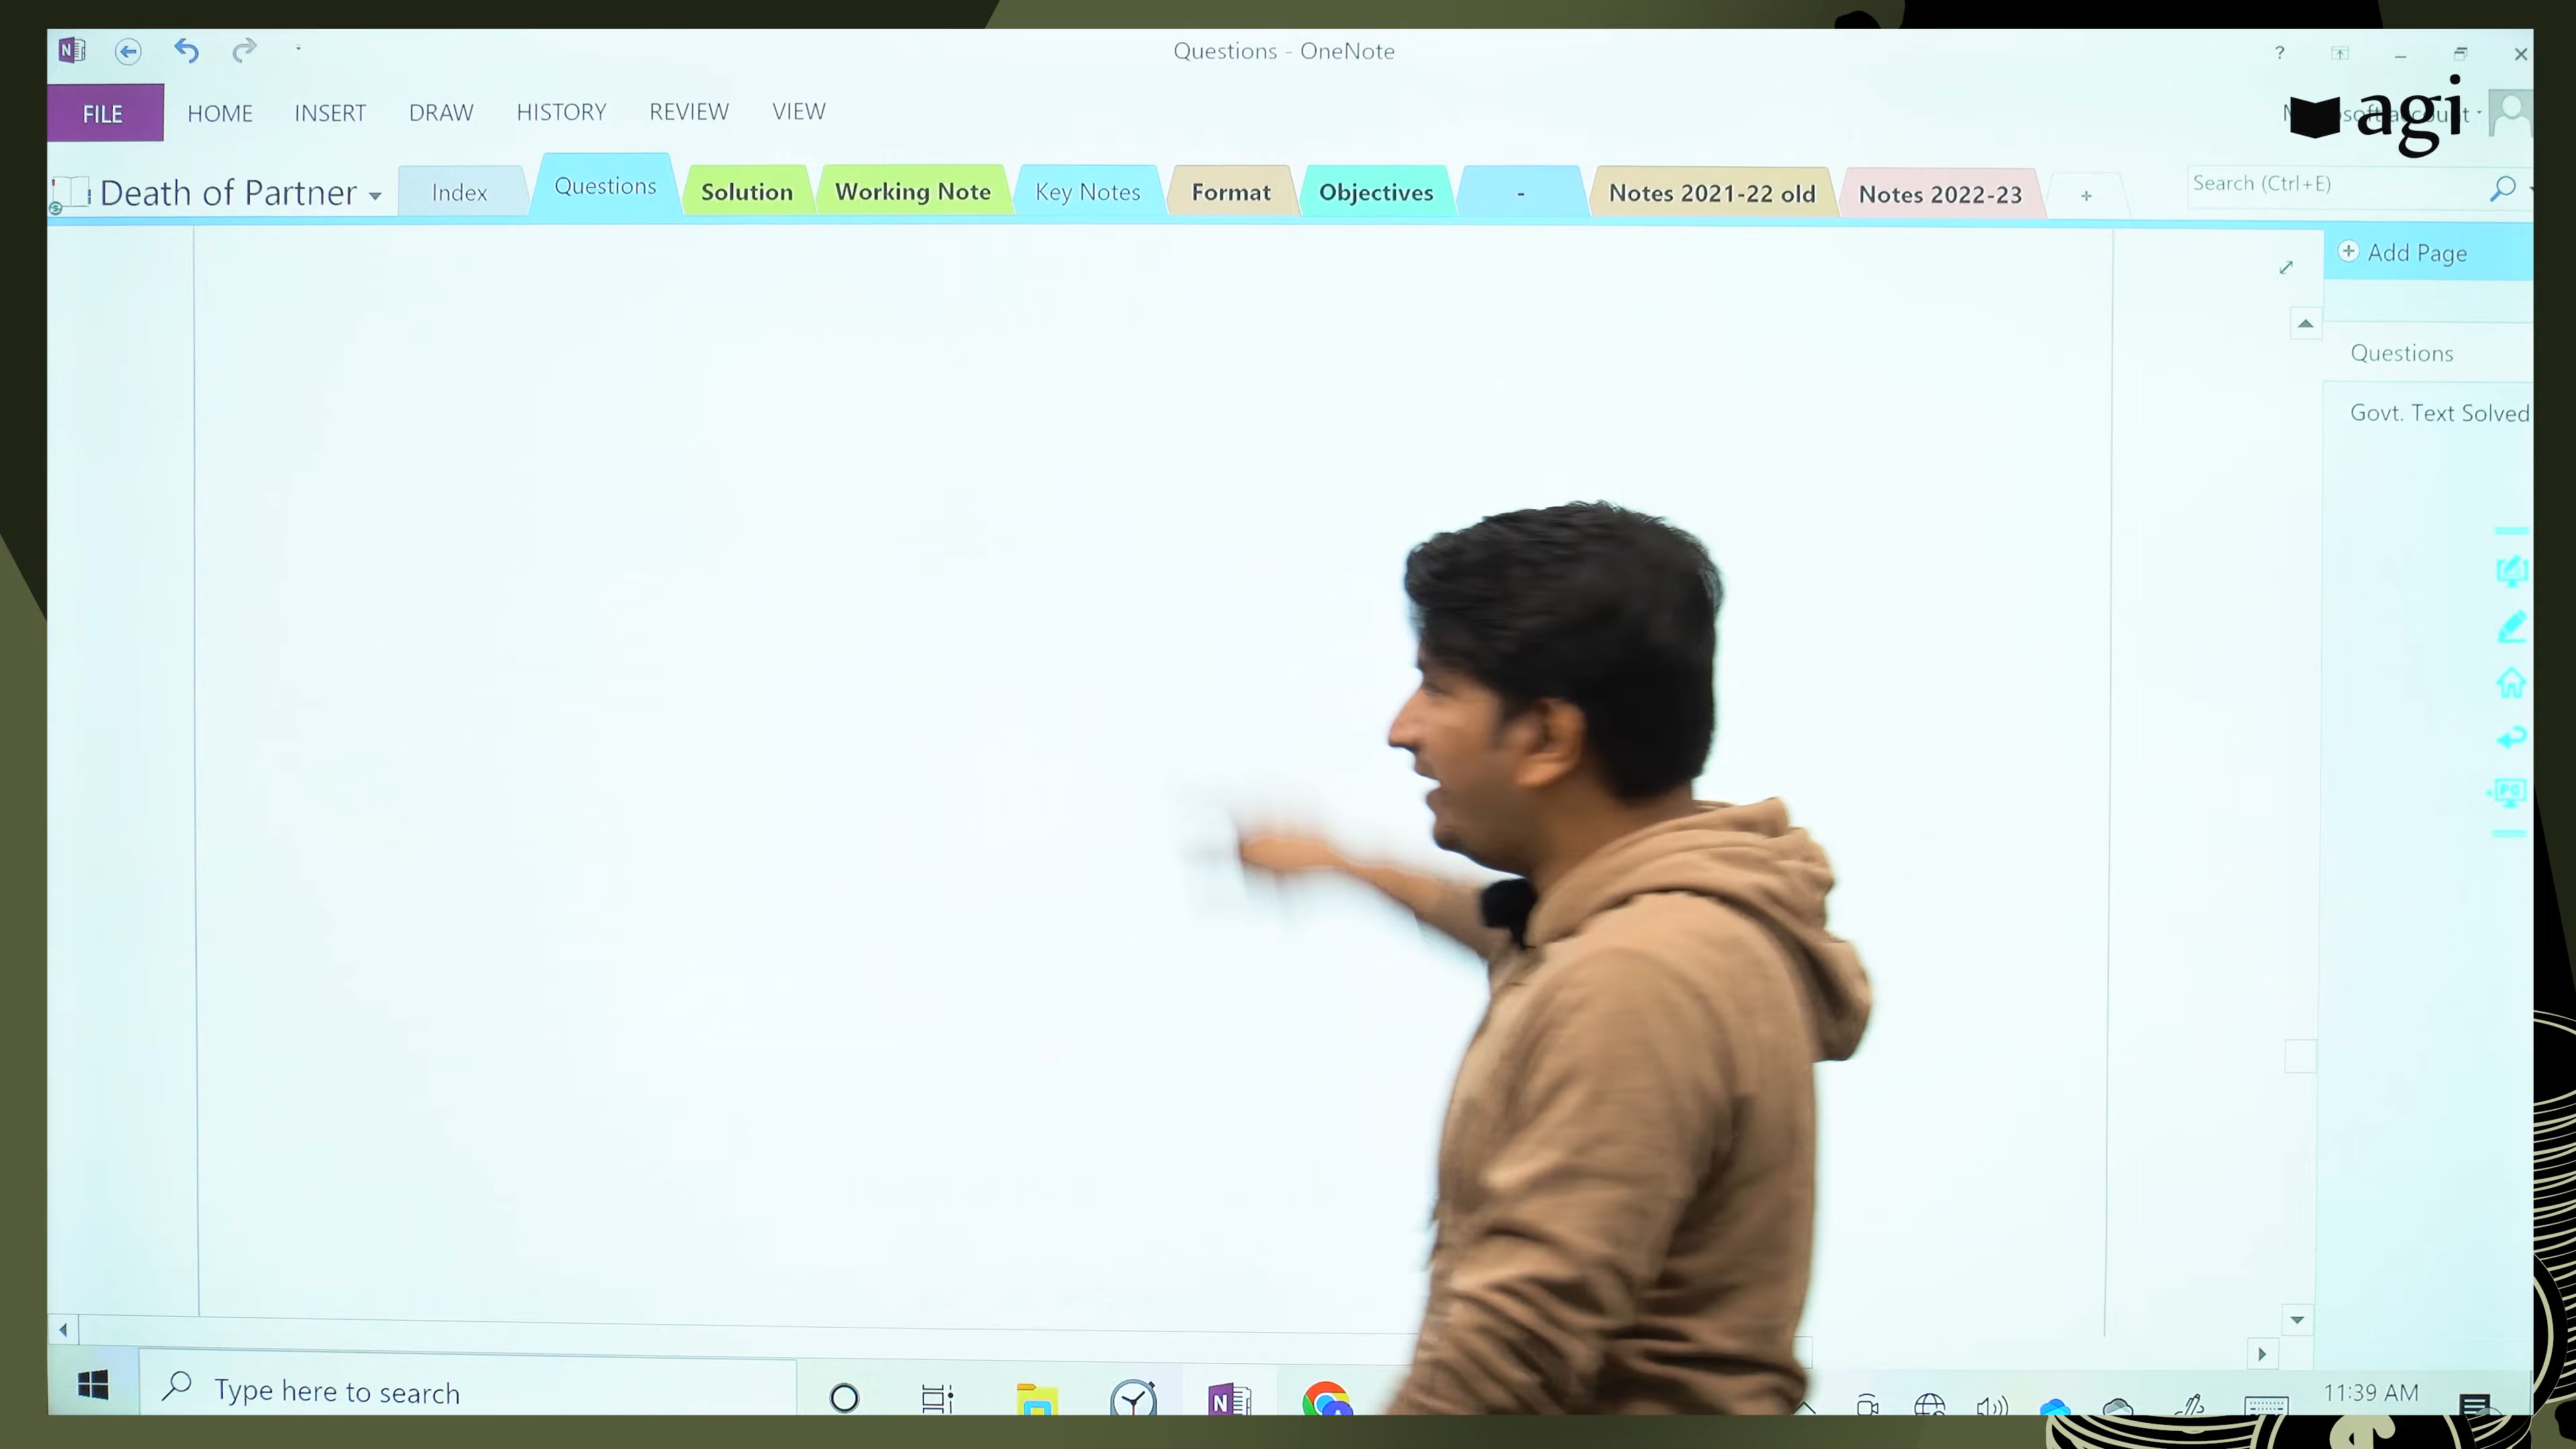 Questions - OneNote
?
FILE HOME INSERT DRAW HISTORY REVIEW VIEW
agi
Death of Partner Index Questions Solution Working Note Key Notes Format Objectives - Notes 2021-22 old Notes 2022-23 +
Search (Ctrl+E)
Add Page
Questions
Govt. Text Solved
PC
Type here to search
11:39 AM